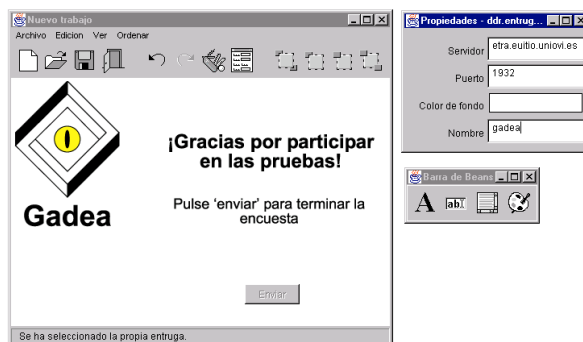 Nuevo trabajo
Archivo Edicion Ver Ordenar
¡Gracias por participar
en las pruebas!
Gadea
Pulse 'enviar' para terminar la
encuesta
Enviar
Se ha seleccionado la propia entruga.
Propiedades - ddr.entrug...
Servidor etra.euitio.uniovi.es
Puerto 1932
Color de fondo
Nombre gadea
Barra de Beans
A abI